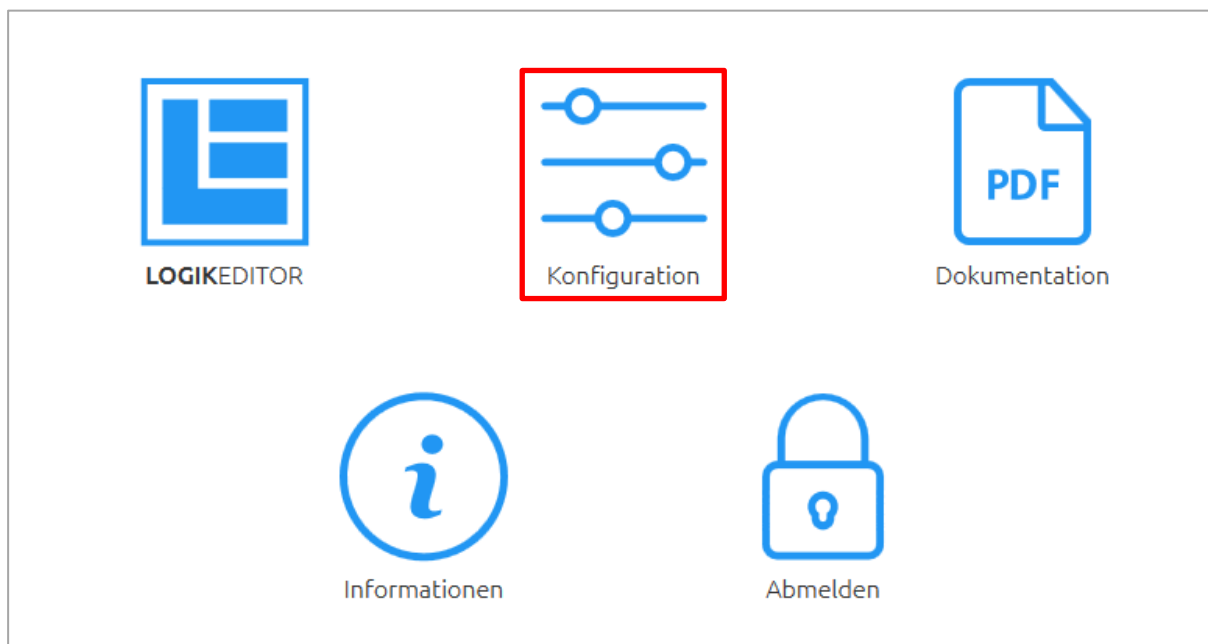 PDF
LOGIKEDITOR
Konfiguration
Dokumentation
Informationen
Abmelden